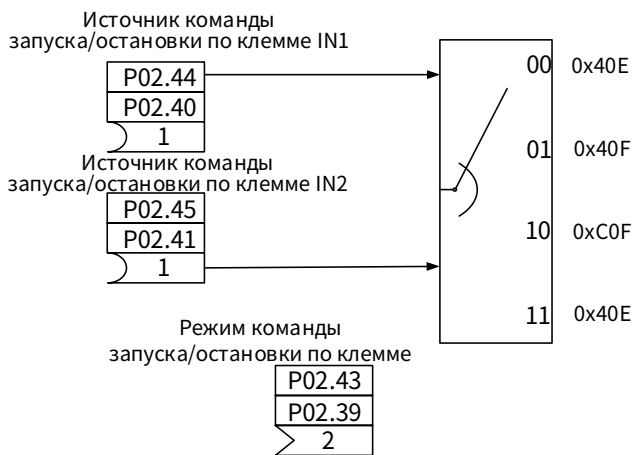 Источник команды
запуска/остановки по клемме IN1
P02.44
P02.40
1
Источник команды
запуска/остановки по клемме IN2
P02.45
P02.41
1
00 0x40E
01 0x40F
10 0xC0F
11 0x40E
Режим команды
запуска/остановки по клемме
P02.43
P02.39
2